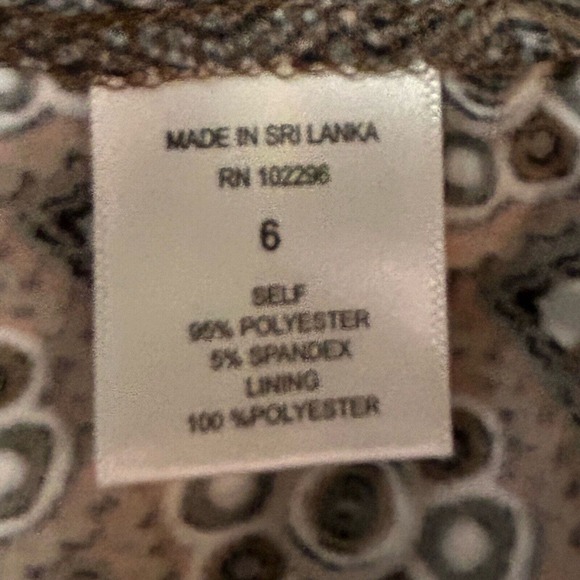 MADE IN SRI LANKA
RN 102296
6
SELF
95% POLYESTER
5% SPANDEX
LINING
100 %POLYESTER